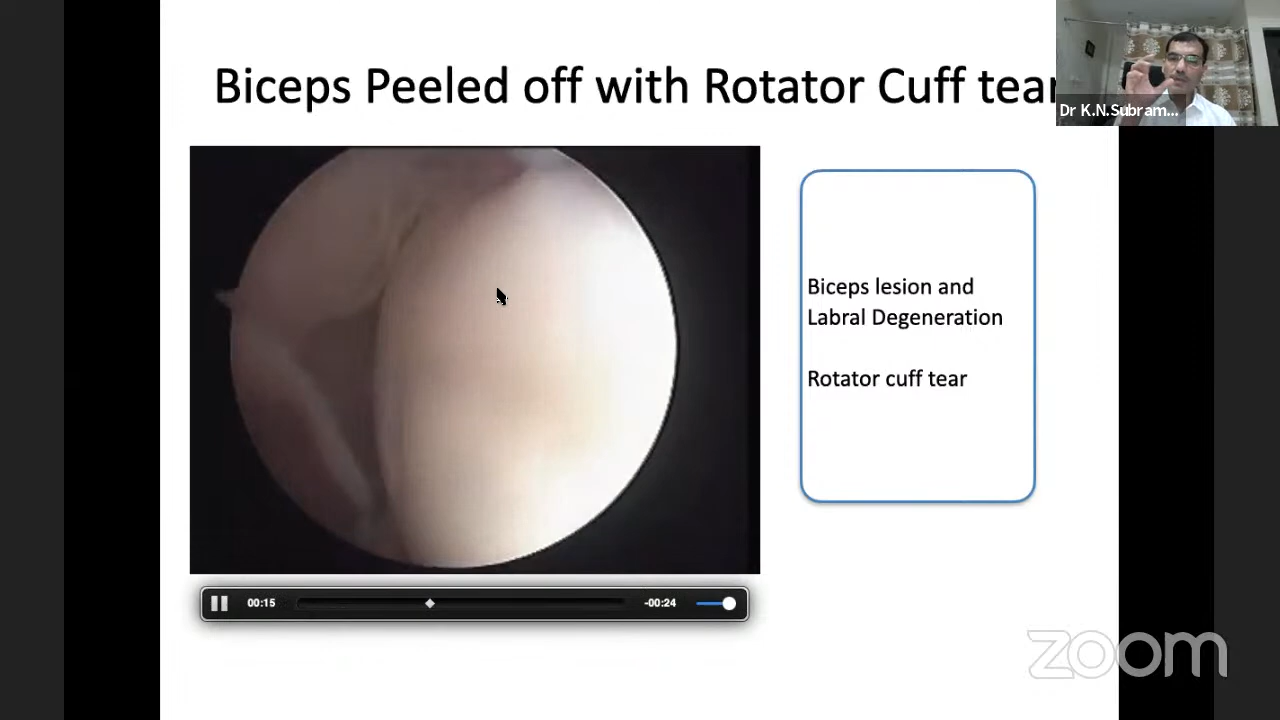 Biceps Peeled off with Rotator Cuff tear
Dr K.N.Subram...
Biceps lesion and
Labral Degeneration
Rotator cuff tear
00:15
-00:24
zoom